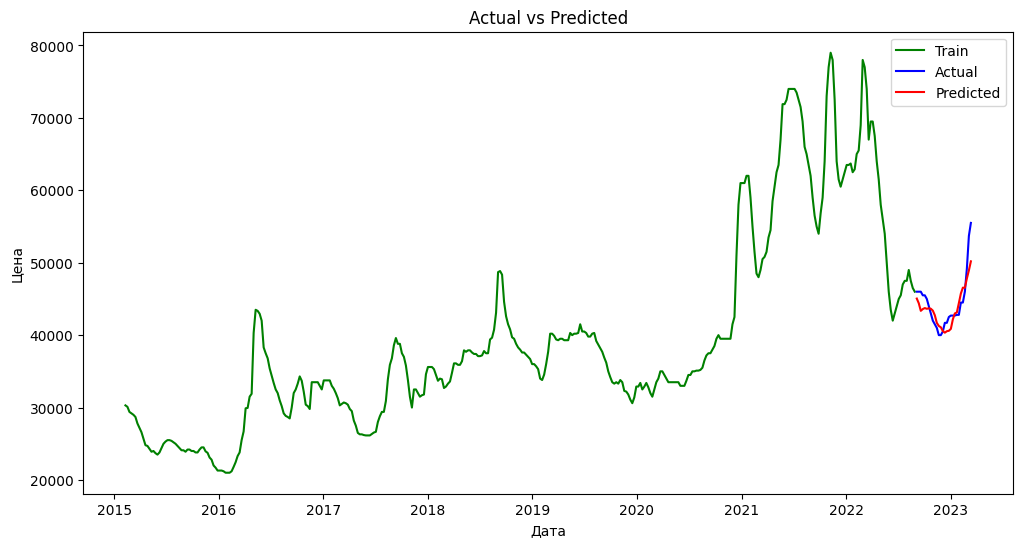 Actual vs Predicted
Train
Actual
Predicted
80000
70000
60000
50000
40000
30000
20000
Цена
2015 2016 2017 2018 2019 2020 2021 2022 2023
Дата